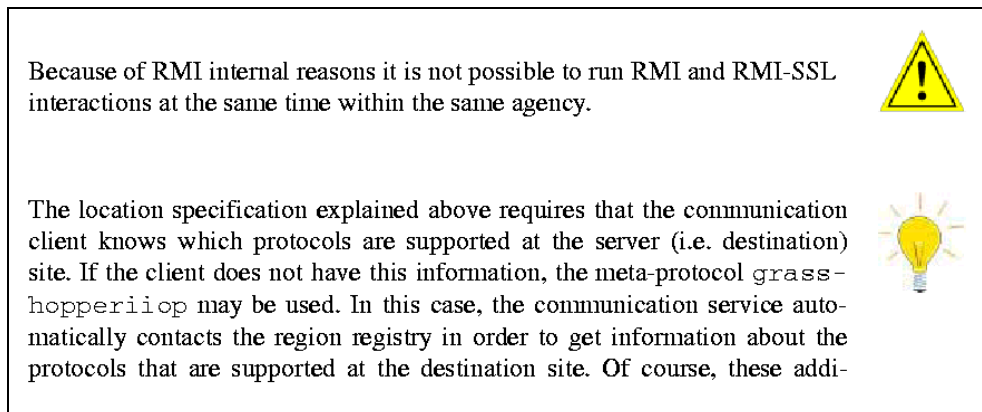 Because of RMI internal reasons it is not possible to run RMI and RMI-SSL
interactions at the same time within the same agency.
The location specification explained above requires that the communication
client knows which protocols are supported at the server (i.e. destination)
site. If the client does not have this information, the meta-protocol grass-
hopperiiop may be used. In this case, the communication service auto-
matically contacts the region registry in order to get information about the
protocols that are supported at the destination site. Of course, these addi-